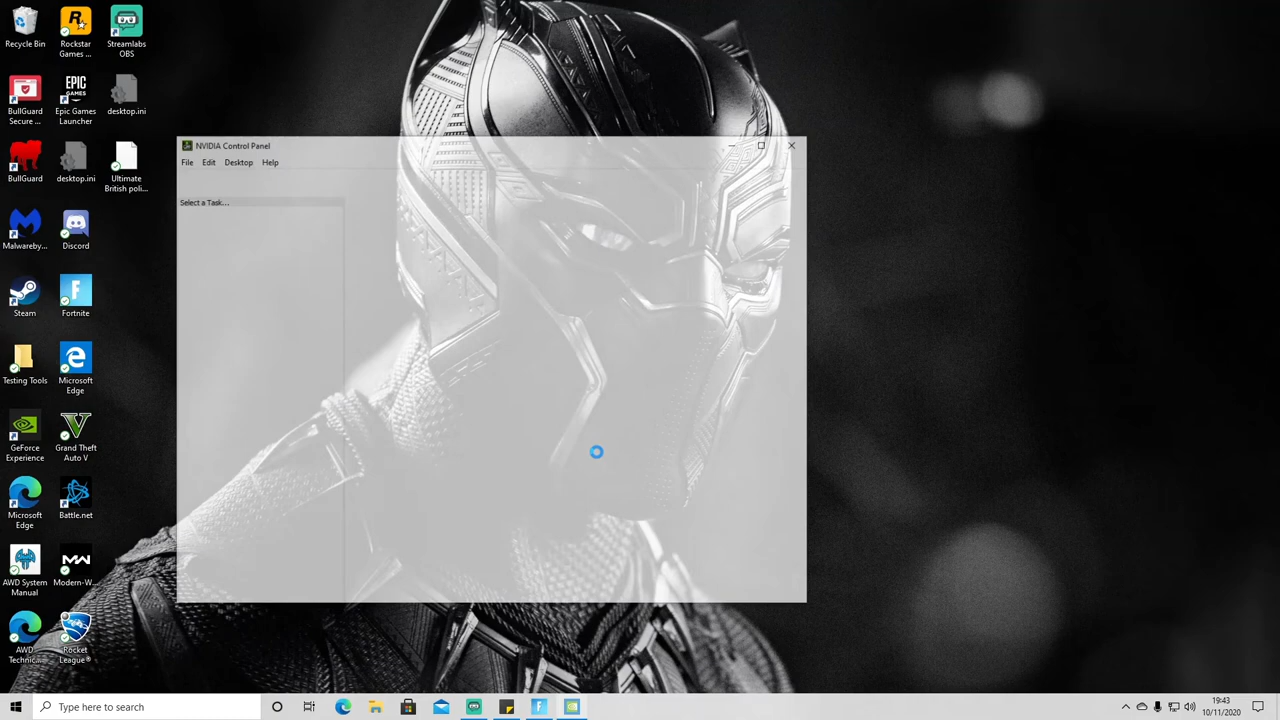 Recycle Bin
Rockstar
Games ...
Streamlabs
OBS
BullGuard
Secure ...
EPIC
GAMES
Epic Games
Launcher
desktop.ini
BullGuard
desktop.ini
Ultimate
British poli...
Malwareby...
Discord
Steam
Fortnite
Testing Tools
Microsoft
Edge
GeForce
Experience
Grand Theft
Auto V
Microsoft
Edge
Battle.net
AWD System
Manual
Modern-W...
AWD
Technic...
Rocket
League®
NVIDIA Control Panel
File Edit Desktop Help
Select a Task...
Type here to search
19:43
10/11/2020